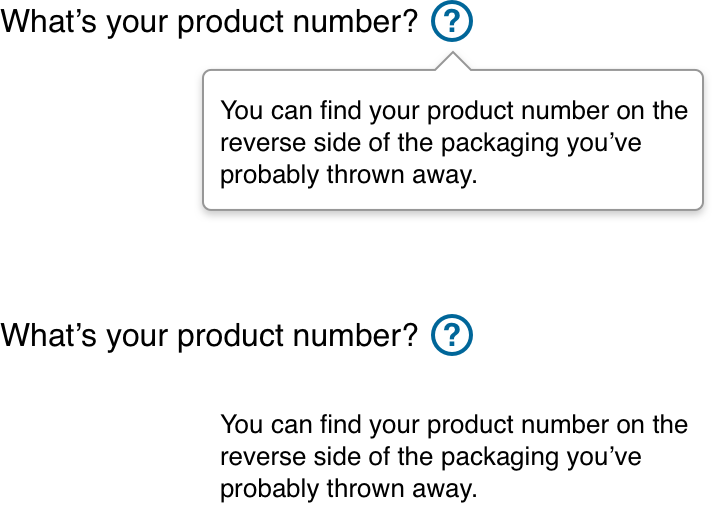 What’s your product number? ?
You can find your product number on the
reverse side of the packaging you’ve
probably thrown away.
What’s your product number? ?
You can find your product number on the
reverse side of the packaging you’ve
probably thrown away.